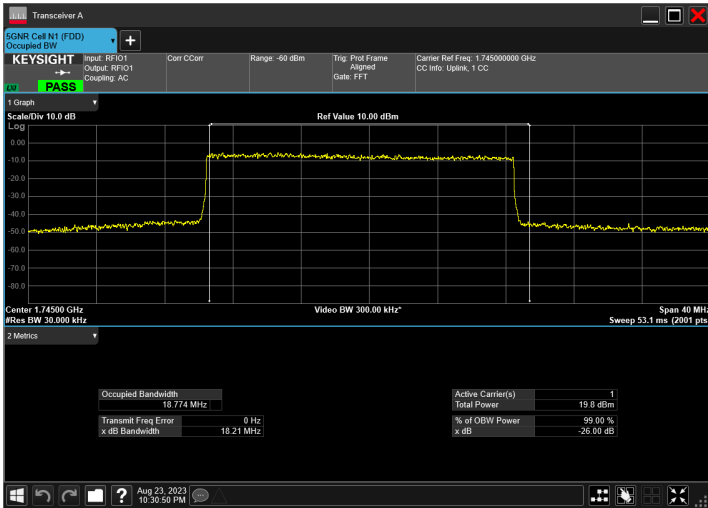 Transceiver A
5GNR Cell N1 (FDD)
Occupied BW
KEYSIGHT
PASS
Input: RFIO1
Output: RFIO1
Coupling: AC
Corr CCorr
Range: -60 dBm
Trig: Prot Frame
Aligned
Gate: FFT
Carrier Ref Freq: 1.745000000 GHz
CC Info: Uplink, 1 CC
1 Graph
Scale/Div 10.0 dB
Ref Value 10.00 dBm
Log
0.00
-10.0
-20.0
-30.0
-40.0
-50.0
-60.0
-70.0
-80.0
Center 1.74500 GHz
Video BW 300.00 kHz*
Span 40 MHz
#Res BW 30.000 kHz
Sweep 53.1 ms (2001 pts
2 Metrics
Occupied Bandwidth
18.774 MHz
Transmit Freq Error 0 Hz
x dB Bandwidth 18.21 MHz
Active Carrier(s) 1
Total Power 19.8 dBm
% of OBW Power 99.00 %
x dB -26.00 dB
Aug 23, 2023
10:30:50 PM